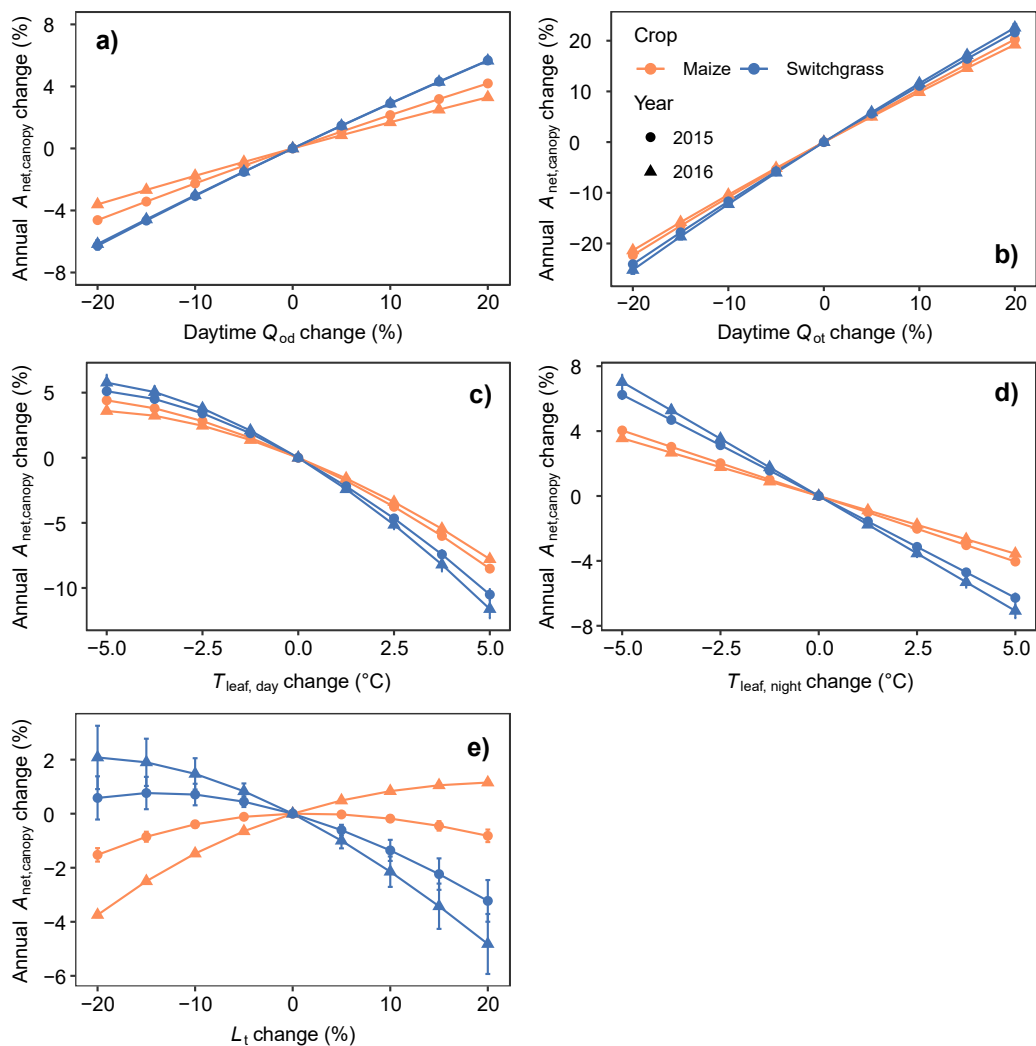 Annual A net,canopy change (%)
8
4
0
−4
−8
a)
−20 −10 0 10 20
Daytime Q od change (%)
Annual A net,canopy change (%)
20
10
0
−10
−20
Crop
Maize Switchgrass
Year
2015
2016
b)
−20 −10 0 10 20
Daytime Q ot change (%)
Annual A net,canopy change (%)
5
0
−5
−10
c)
−5.0 −2.5 0.0 2.5 5.0
T leaf, day change (°C)
Annual A net,canopy change (%)
8
4
0
−4
−8
d)
−5.0 −2.5 0.0 2.5 5.0
T leaf, night change (°C)
Annual A net,canopy change (%)
2
0
−2
−4
−6
e)
−20 −10 0 10 20
L t change (%)